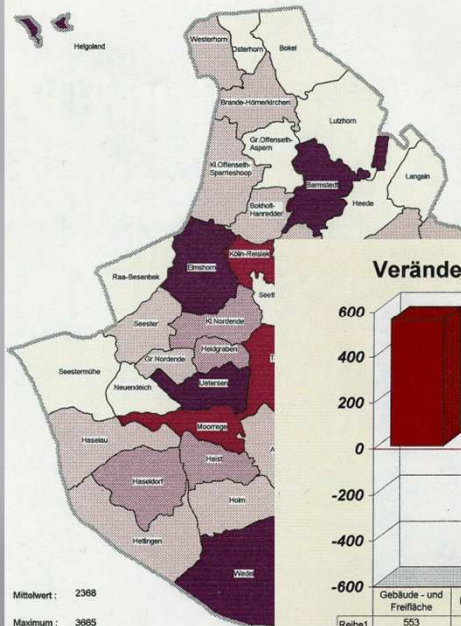 Helgoland
Westerhorn
Osterhorn
Bokel
Brande-Hörnerkirchen
Lutzhorn
Gr.Offenseth-
Aspern
Kl.Offenseth-
Sparrieshoop
Barmstedt
Langeln
Bokholt-
Hanredder
Heede
Raa-Besenbek
Elmshorn
Köln-Reisiek
Seeth
Seester
Kl.Nordende
Heidgraben
Gr.Nordende
Seestermühe
Neuendeich
Uetersen
Moorrege
Haselau
Heist
Haseldorf
Holm
Hetlingen
Wedel
Mittelwert : 2368
Maximum : 3665
Verände
600
400
200
0
-200
-400
-600
Gebäude - und
Freifläche
Reihe1 553